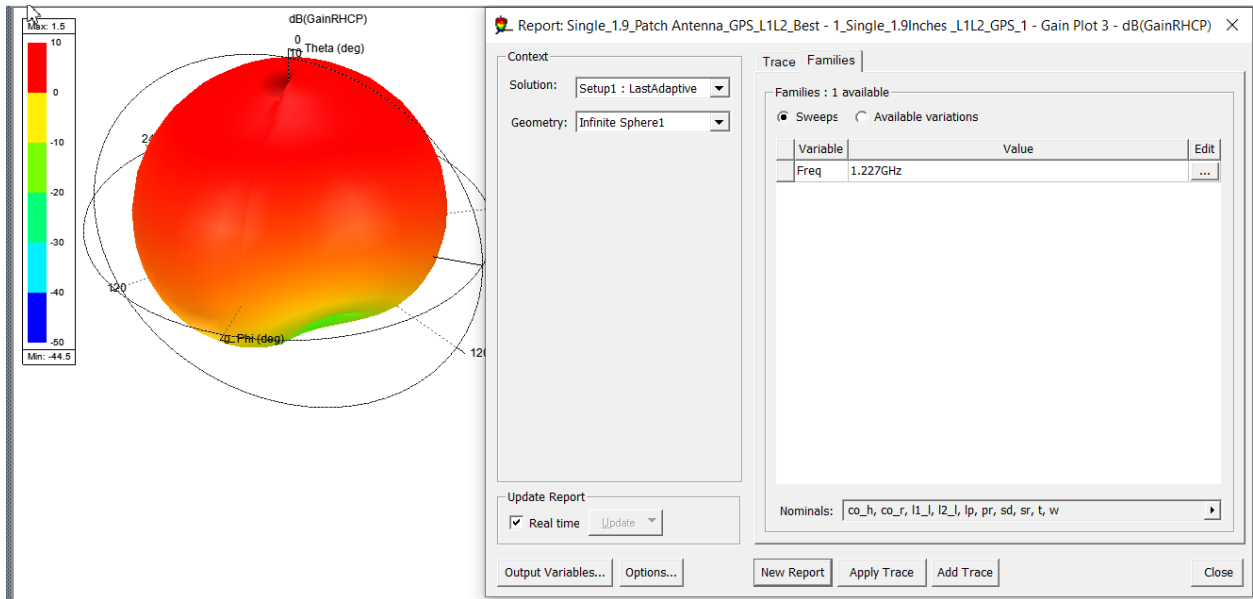 Max: 1.5
10
0
-10
-20
-30
-40
-50
Min: -44.5
dB(GainRHCP)
0
10
Theta (deg)
24
120
Phi (deg)
120
Report: Single_1.9_Patch Antenna_GPS_L1L2_Best - 1_Single_1.9Inches _L1L2_GPS_1 - Gain Plot 3 - dB(GainRHCP)
Context
Solution: Setup1 : LastAdaptive
Geometry: Infinite Sphere1
Update Report
Real time Update
Output Variables... Options...
Trace Families
Families : 1 available
Sweeps Available variations
Variable Value Edit
Freq 1.227GHz ...
Nominals: co_h, co_r, l1_l, l2_l, lp, pr, sd, sr, t, w
New Report Apply Trace Add Trace Close